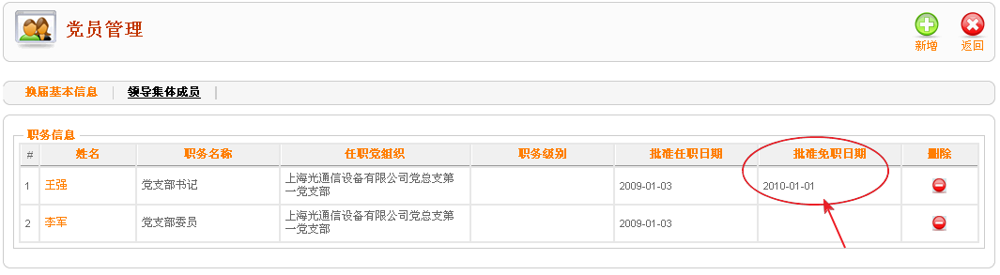 党员管理
新增
返回
换届基本信息
领导集体成员
职务信息
# 姓名 职务名称 任职党组织 职务级别 批准任职日期 批准免职日期 删除
1 王强 党支部书记 上海光通信设备有限公司党总支第 2009-01-03 2010-01-01
一党支部
2 李军 党支部委员 上海光通信设备有限公司党总支第 2009-01-03
一党支部